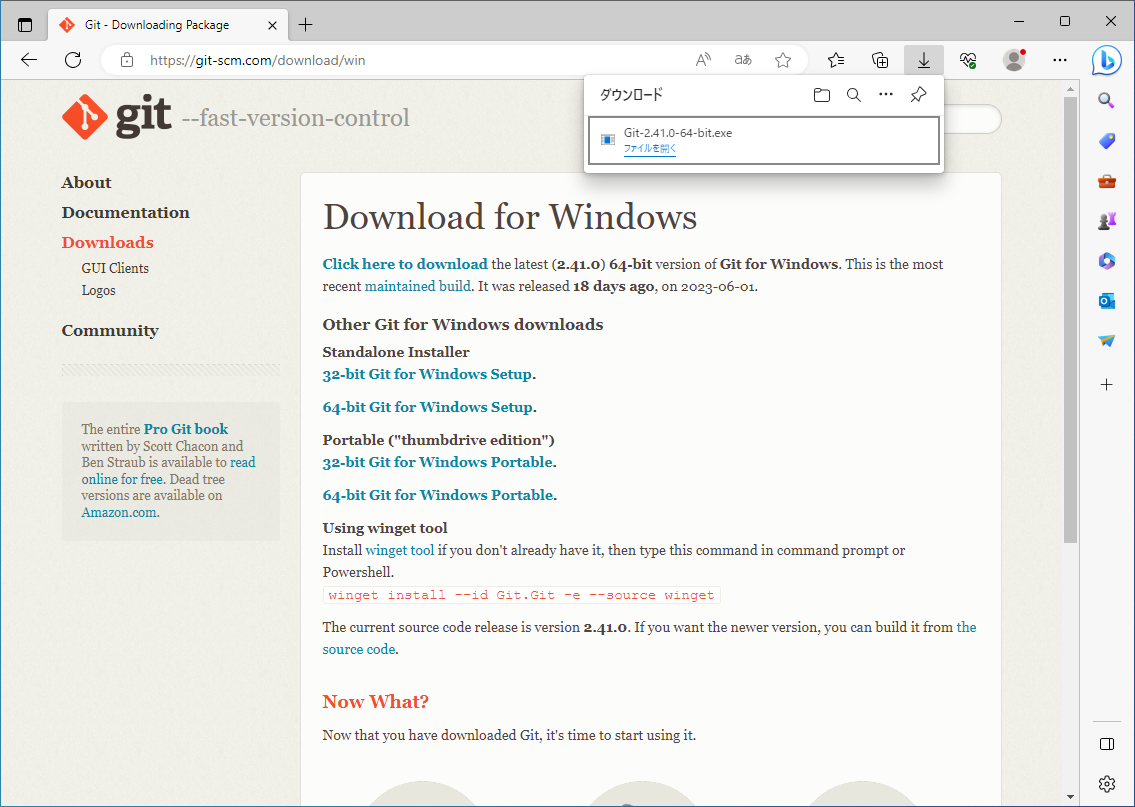 Git - Downloading Package
https://git-scm.com/download/win
ダウンロード
Git-2.41.0-64-bit.exe
ファイルを開く
git --fast-version-control
About
Documentation
Downloads
GUI Clients
Logos
Community
The entire Pro Git book
written by Scott Chacon and
Ben Straub is available to read
online for free. Dead tree
versions are available on
Amazon.com.
Download for Windows
Click here to download the latest (2.41.0) 64-bit version of Git for Windows. This is the most
recent maintained build. It was released 18 days ago, on 2023-06-01.
Other Git for Windows downloads
Standalone Installer
32-bit Git for Windows Setup.
64-bit Git for Windows Setup.
Portable ("thumbdrive edition")
32-bit Git for Windows Portable.
64-bit Git for Windows Portable.
Using winget tool
Install winget tool if you don't already have it, then type this command in command prompt or
Powershell.
winget install --id Git.Git -e --source winget
The current source code release is version 2.41.0. If you want the newer version, you can build it from the
source code.
Now What?
Now that you have downloaded Git, it's time to start using it.